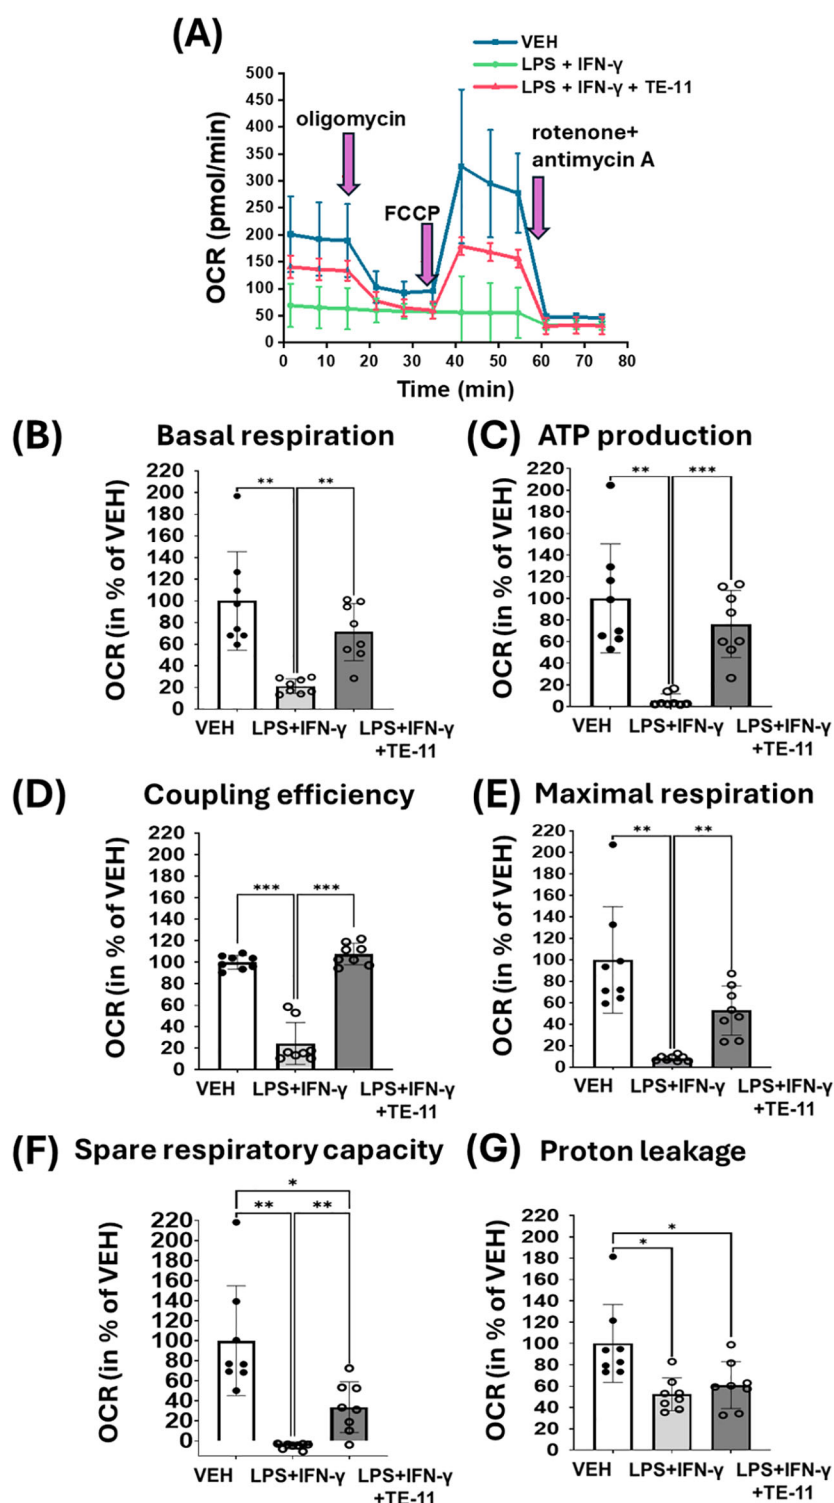 (A)
VEH
LPS + IFN-γ
LPS + IFN-γ + TE-11
500
450
400
350
300
250
200
150
100
50
0
OCR (pmol/min)
oligomycin
FCCP
rotenone+
antimycin A
0 10 20 30 40 50 60 70 80
Time (min)
(B) Basal respiration
220
200
180
160
140
120
100
80
60
40
20
0
OCR (in % of VEH)
** **
VEH LPS+IFN-γ LPS+IFN-γ
+TE-11
(C) ATP production
220
200
180
160
140
120
100
80
60
40
20
0
OCR (in % of VEH)
** ***
VEH LPS+IFN-γ LPS+IFN-γ
+TE-11
(D) Coupling efficiency
220
200
180
160
140
120
100
80
60
40
20
0
OCR (in % of VEH)
*** ***
VEH LPS+IFN-γ LPS+IFN-γ
+TE-11
(E) Maximal respiration
220
200
180
160
140
120
100
80
60
40
20
0
OCR (in % of VEH)
** **
VEH LPS+IFN-γ LPS+IFN-γ
+TE-11
(F) Spare respiratory capacity
220
200
180
160
140
120
100
80
60
40
20
0
OCR (in % of VEH)
*
** **
VEH LPS+IFN-γ LPS+IFN-γ
+TE-11
(G) Proton leakage
220
200
180
160
140
120
100
80
60
40
20
0
OCR (in % of VEH)
*
*
VEH LPS+IFN-γ LPS+IFN-γ
+TE-11